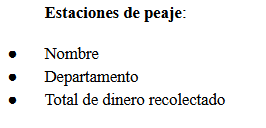 Estaciones de peaje:
● Nombre
● Departamento
● Total de dinero recolectado